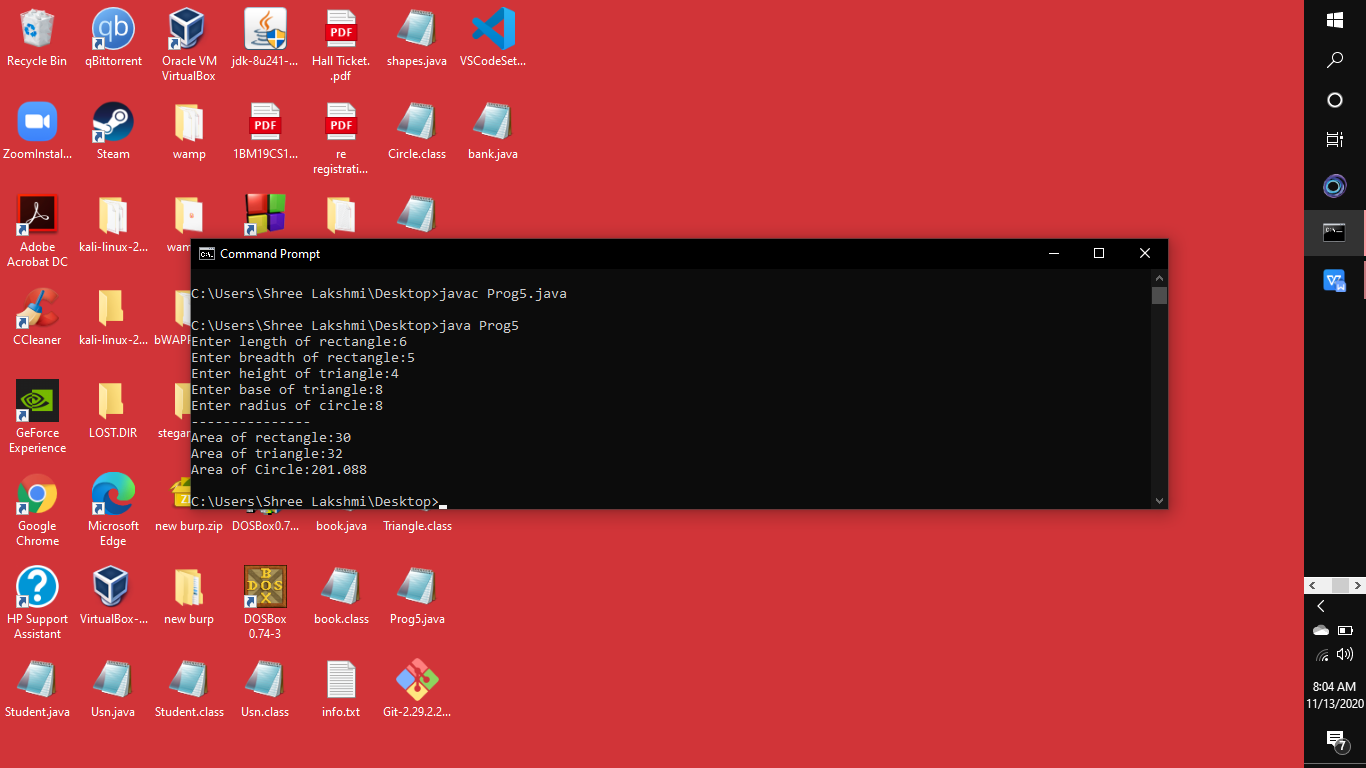 Recycle Bin
qBittorrent
Oracle VM
VirtualBox
jdk-8u241-...
Hall Ticket.
.pdf
shapes.java
VSCodeSet...
ZoomInstal...
Steam
wamp
1BM19CS1...
re
registrati...
Circle.class
bank.java
Adobe
Acrobat DC
kali-linux-2...
wam
CCleaner
kali-linux-2...
bWAPP
GeForce
Experience
LOST.DIR
stegan
Google
Chrome
Microsoft
Edge
new burp.zip
DOSBox0.7...
book.java
Triangle.class
HP Support
Assistant
VirtualBox-...
new burp
DOSBox
0.74-3
book.class
Prog5.java
Student.java
Usn.java
Student.class
Usn.class
info.txt
Git-2.29.2.2...
Command Prompt
C:\Users\Shree Lakshmi\Desktop>javac Prog5.java
C:\Users\Shree Lakshmi\Desktop>java Prog5
Enter length of rectangle:6
Enter breadth of rectangle:5
Enter height of triangle:4
Enter base of triangle:8
Enter radius of circle:8
---------------
Area of rectangle:30
Area of triangle:32
Area of Circle:201.088
C:\Users\Shree Lakshmi\Desktop>
8:04 AM
11/13/2020
7